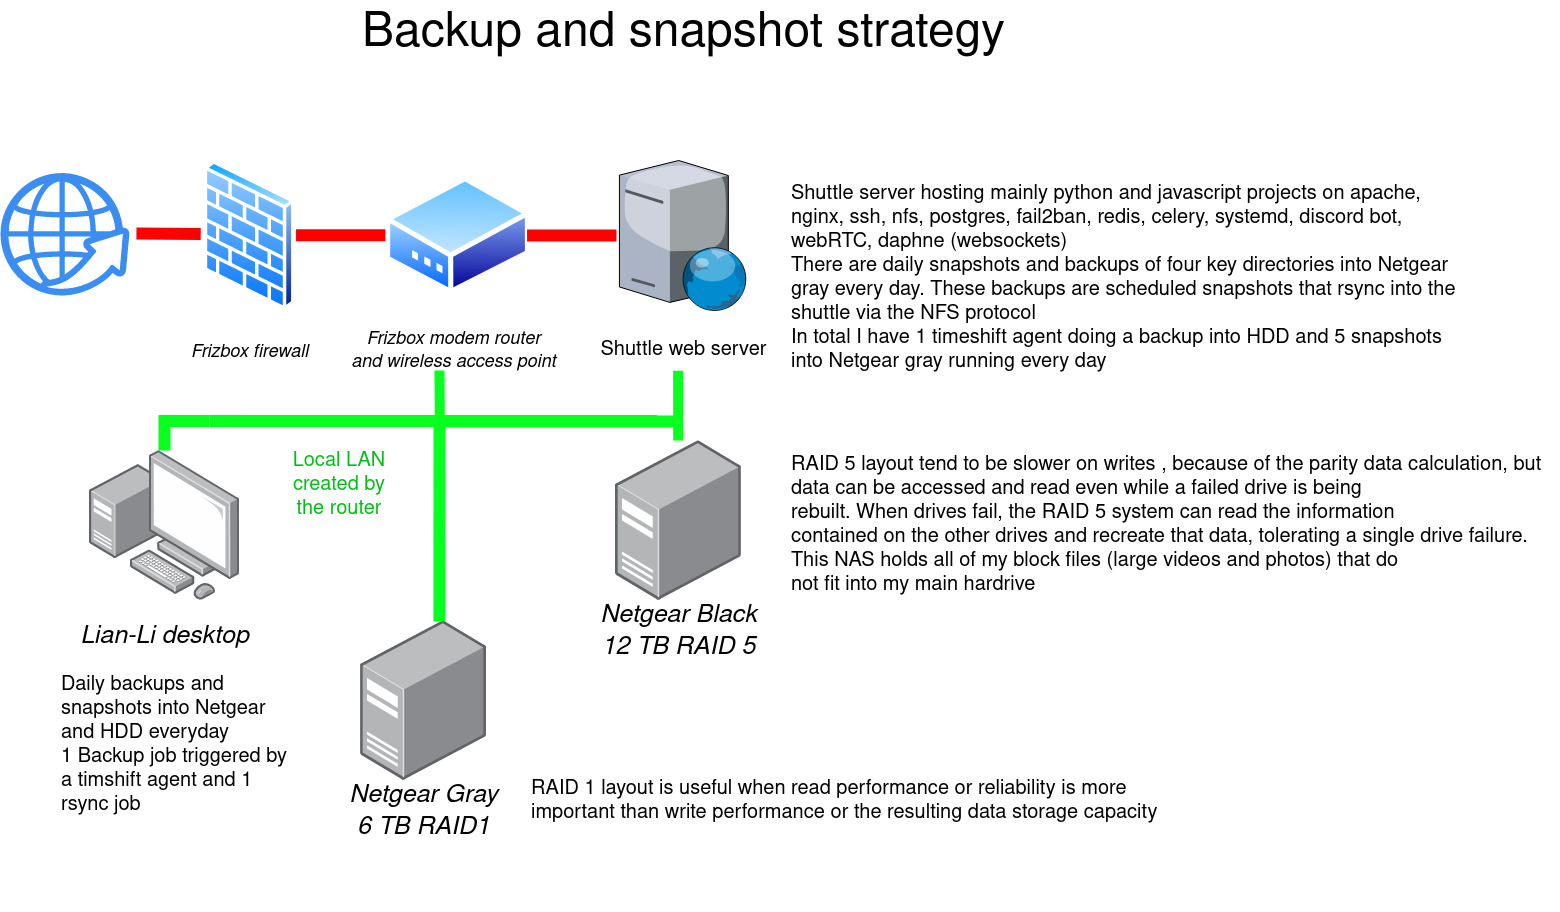 Backup and snapshot strategy
Shuttle server hosting mainly python and javascript projects on apache,
nginx, ssh, nfs, postgres, fail2ban, redis, celery, systemd, discord bot,
webRTC, daphne (websockets)
There are daily snapshots and backups of four key directories into Netgear
gray every day. These backups are scheduled snapshots that rsync into the
shuttle via the NFS protocol
In total I have 1 timeshift agent doing a backup into HDD and 5 snapshots
into Netgear gray running every day
Frizbox firewall
Frizbox modem router
and wireless access point
Shuttle web server
Local LAN
created by
the router
RAID 5 layout tend to be slower on writes , because of the parity data calculation, but
data can be accessed and read even while a failed drive is being
rebuilt. When drives fail, the RAID 5 system can read the information
contained on the other drives and recreate that data, tolerating a single drive failure.
This NAS holds all of my block files (large videos and photos) that do
not fit into my main hardrive
Netgear Black
12 TB RAID 5
Lian-Li desktop
Daily backups and
snapshots into Netgear
and HDD everyday
1 Backup job triggered by
a timshift agent and 1
rsync job
Netgear Gray
6 TB RAID1
RAID 1 layout is useful when read performance or reliability is more
important than write performance or the resulting data storage capacity